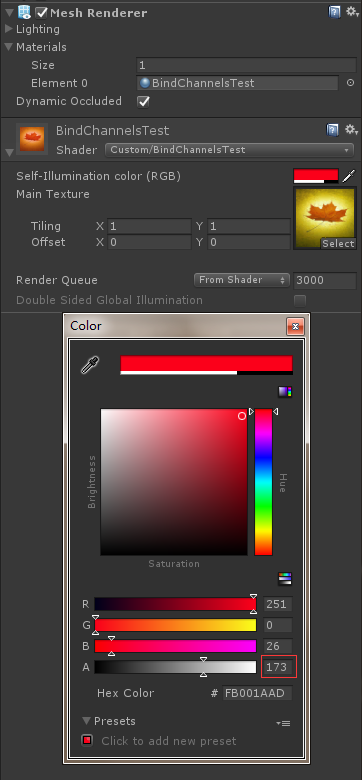 Mesh Renderer
Lighting
Materials
Size 1
Element 0 BindChannelsTest
Dynamic Occluded
BindChannelsTest
Shader Custom/BindChannelsTest
Self-Illumination color (RGB)
Main Texture
Tiling X 1 Y 1
Offset X 0 Y 0
Select
Render Queue From Shader 3000
Double Sided Global Illumination
Color
Brightness
Hue
Saturation
R 251
G 0
B 26
A 173
Hex Color # FB001AAD
Presets
Click to add new preset